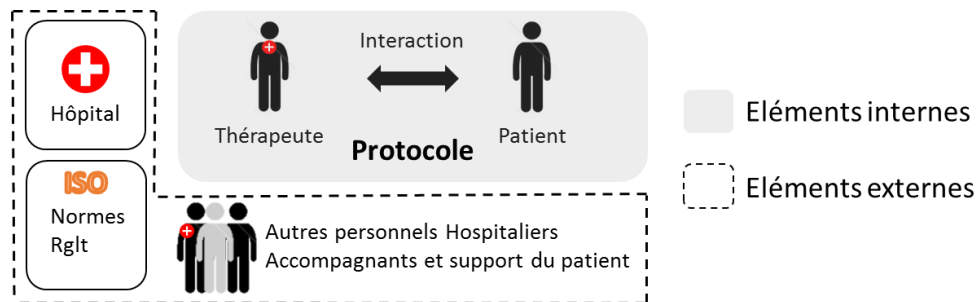 Hôpital
ISO
Normes
Rglt
Interaction
Thérapeute
Patient
Protocole
Autres personnels Hospitaliers
Accompagnants et support du patient
Eléments internes
Eléments externes